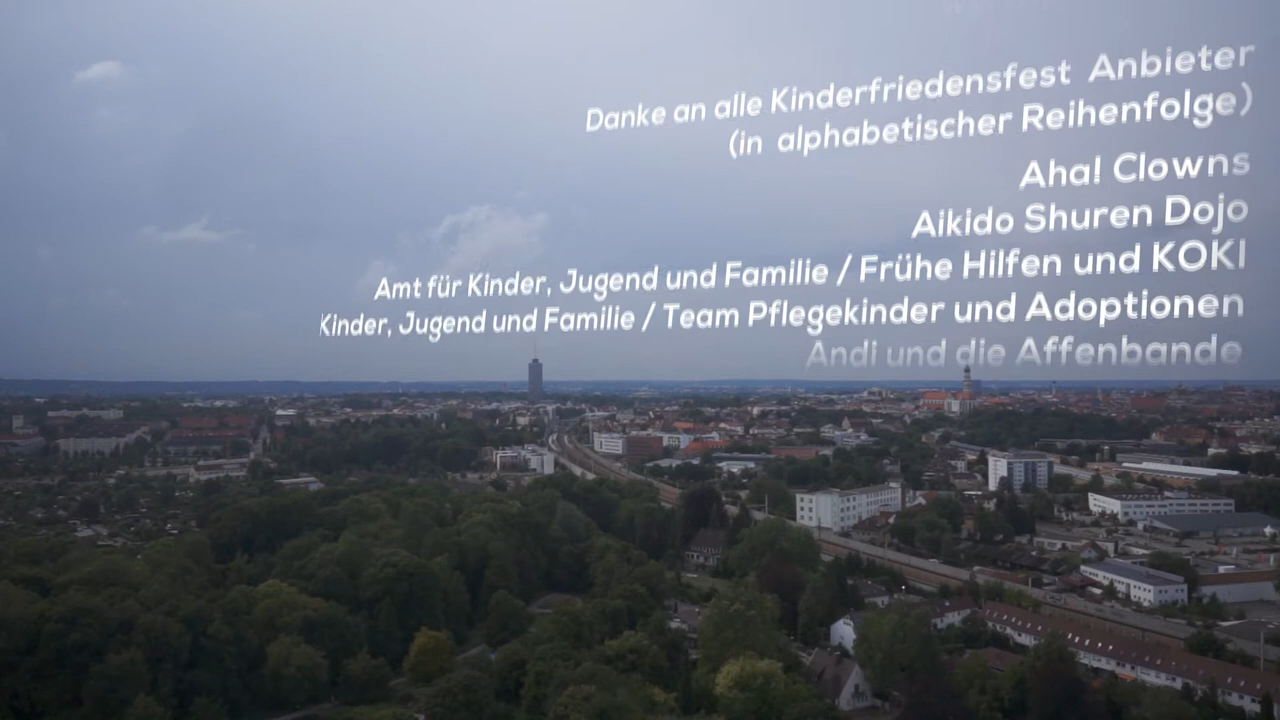 Danke an alle Kinderfriedensfest Anbieter
(in alphabetischer Reihenfolge)
Aha! Clowns
Aikido Shuren Dojo
Amt für Kinder, Jugend und Familie / Frühe Hilfen und KOKI
Kinder, Jugend und Familie / Team Pflegekinder und Adoptionen
Andi und die Affenbande